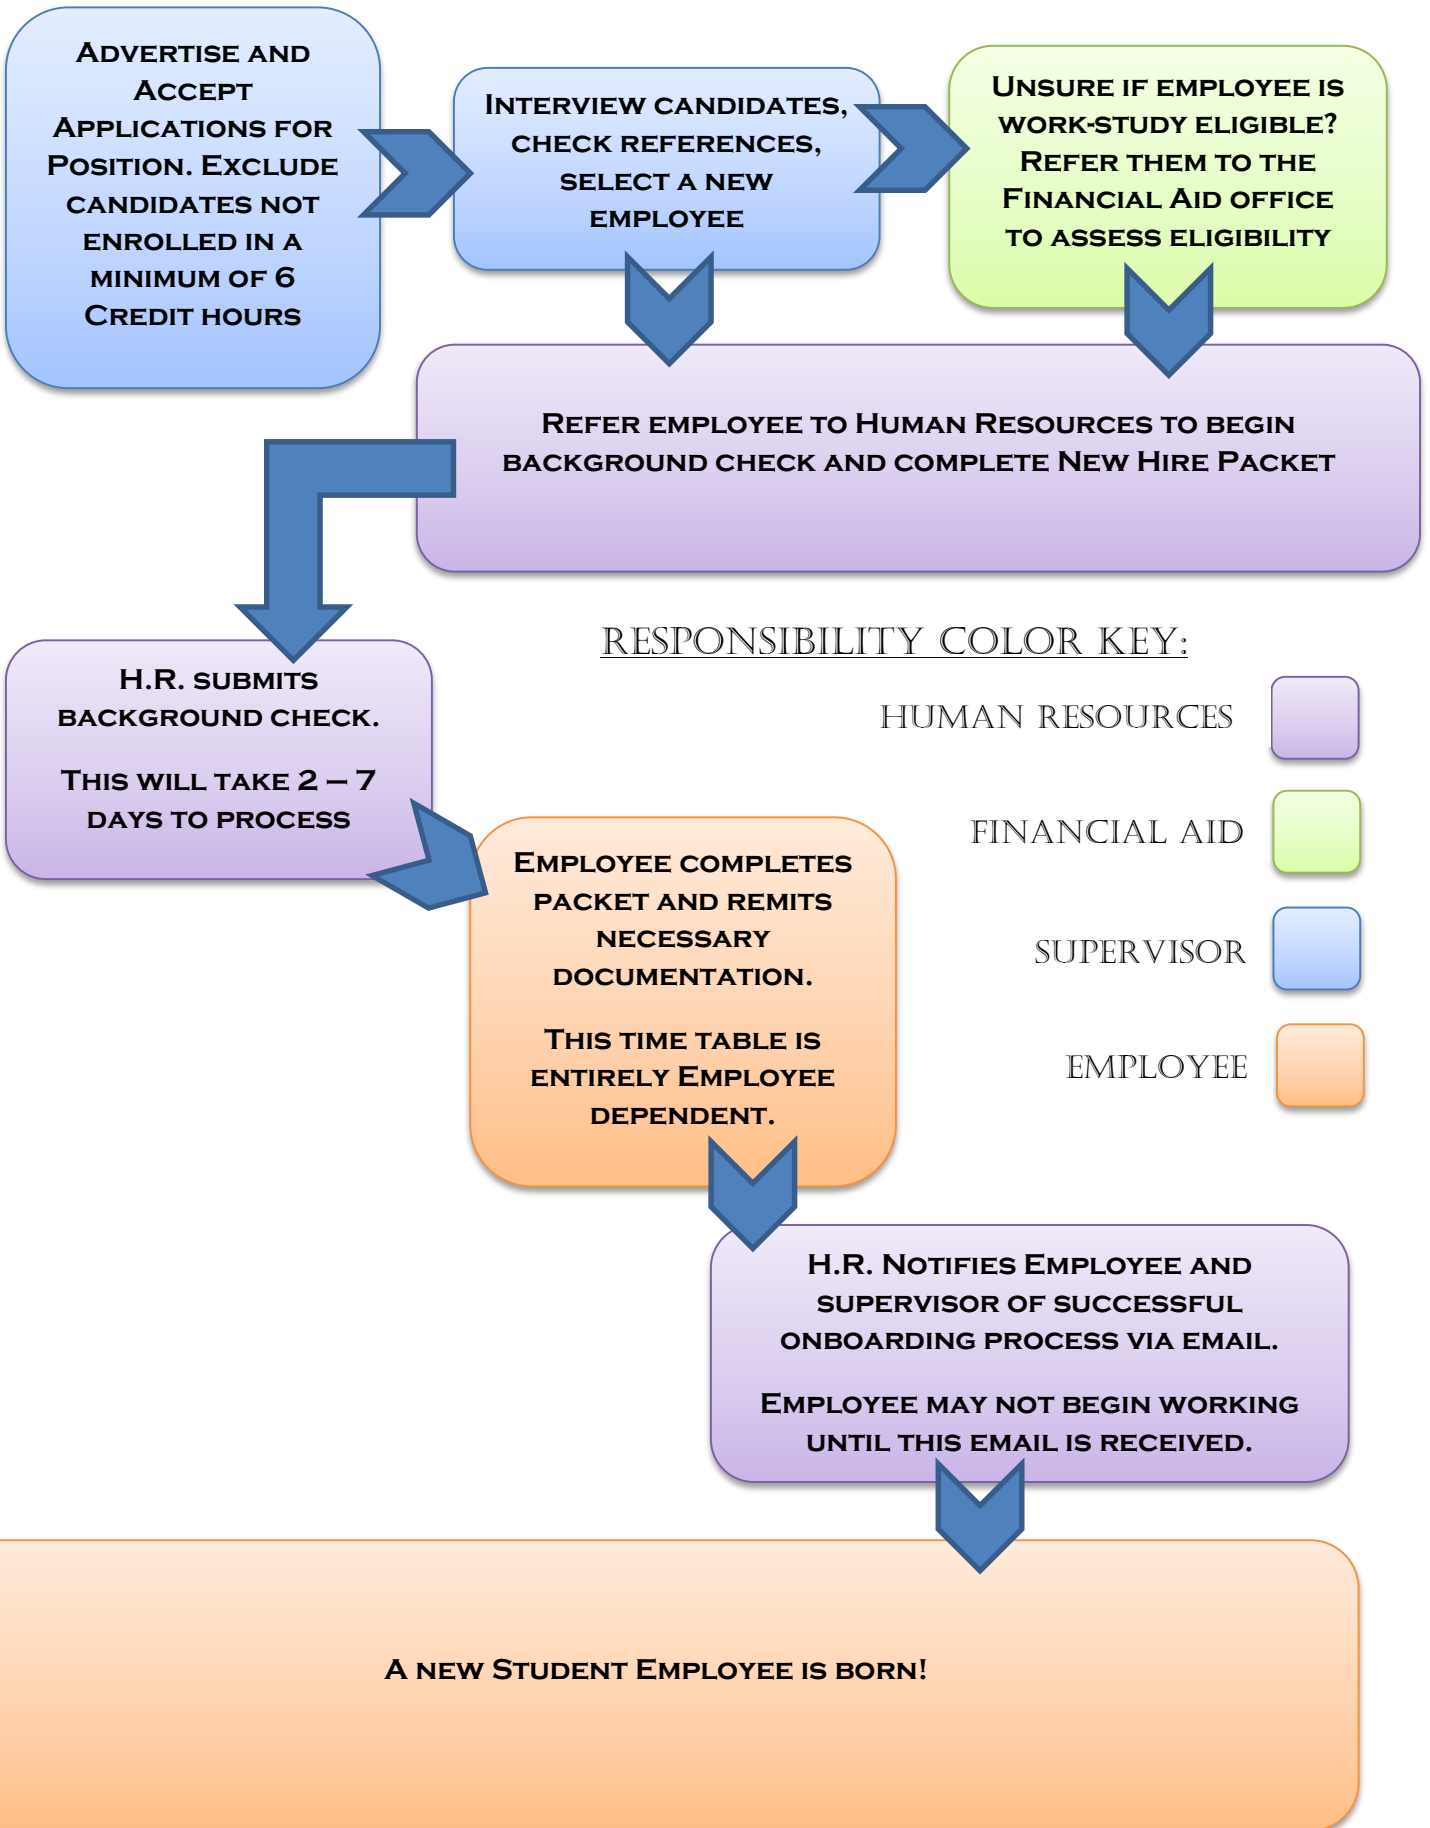 Advertise and
Accept
Applications for
Position. Exclude
candidates not
enrolled in a
minimum of 6
Credit hours
Interview candidates,
check references,
select a new
employee
Unsure if employee is
work-study eligible?
Refer them to the
Financial Aid office
to assess eligibility
Refer employee to Human Resources to begin
background check and complete New Hire Packet
H.R. submits
background check.
This will take 2 – 7
days to process
Responsibility Color Key:
Human Resources
Financial Aid
Supervisor
Employee
Employee completes
packet and remits
necessary
documentation.
This time table is
entirely Employee
dependent.
H.R. Notifies Employee and
supervisor of successful
onboarding process via email.
Employee may not begin working
until this email is received.
A new Student Employee is born!